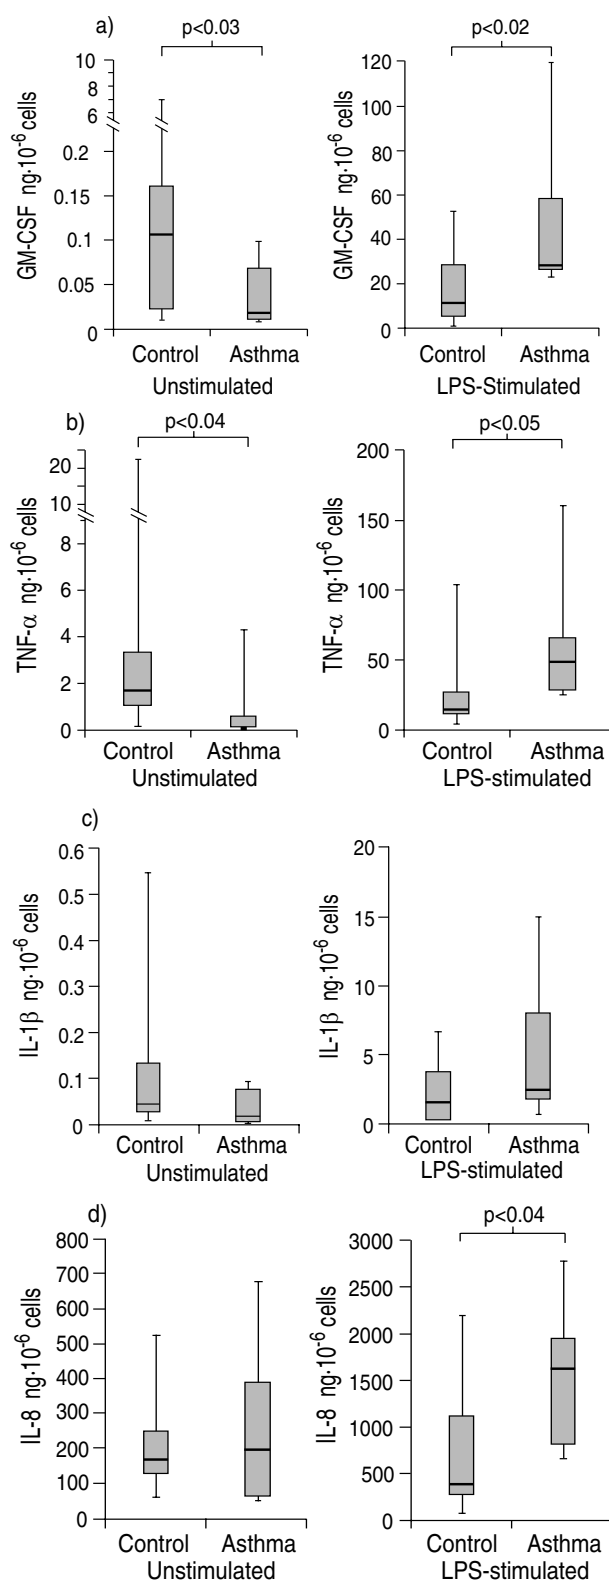 a)
p<0.03
10
8
6
0.2
0.15
0.1
0.05
0
GM-CSF ng·10⁻⁶ cells
Control Asthma
Unstimulated
p<0.02
120
100
80
60
40
20
0
GM-CSF ng·10⁻⁶ cells
Control Asthma
LPS-Stimulated
b)
p<0.04
20
10
8
6
4
2
0
TNF-α ng·10⁻⁶ cells
Control Asthma
Unstimulated
p<0.05
200
150
100
50
0
TNF-α ng·10⁻⁶ cells
Control Asthma
LPS-stimulated
c)
0.6
0.5
0.4
0.3
0.2
0.1
0
IL-1β ng·10⁻⁶ cells
Control Asthma
Unstimulated
20
15
10
5
0
IL-1β ng·10⁻⁶ cells
Control Asthma
LPS-stimulated
d)
800
700
600
500
400
300
200
100
0
IL-8 ng·10⁻⁶ cells
Control Asthma
Unstimulated
p<0.04
3000
2500
2000
1500
1000
500
0
IL-8 ng·10⁻⁶ cells
Control Asthma
LPS-stimulated